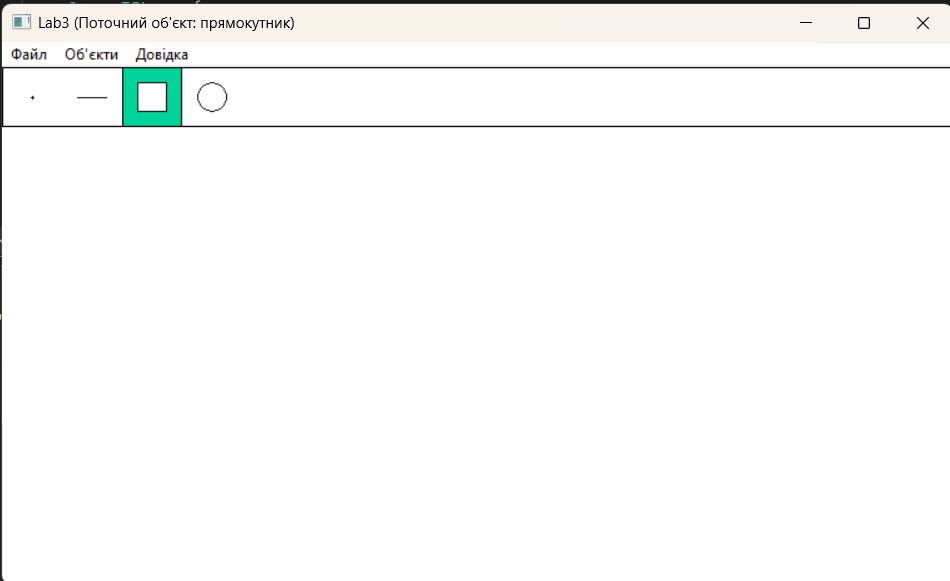 Lab3 (Поточний об'єкт: прямокутник)
Файл Об'єкти Довідка